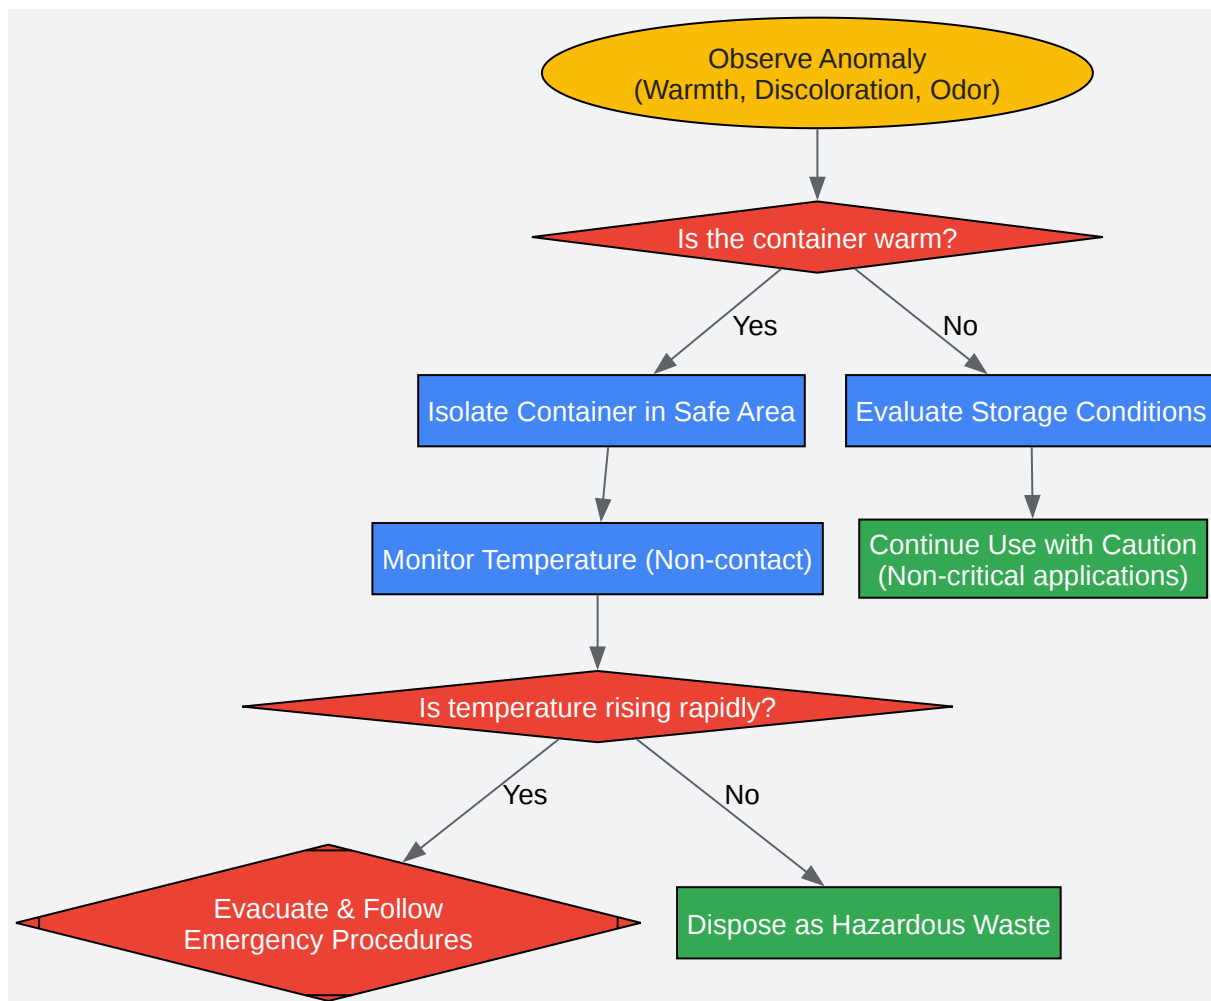 Observe Anomaly
(Warmth, Discoloration, Odor)
Is the container warm?
Yes
No
Isolate Container in Safe Area
Evaluate Storage Conditions
Monitor Temperature (Non-contact)
Continue Use with Caution
(Non-critical applications)
Is temperature rising rapidly?
Yes
No
Evacuate & Follow
Emergency Procedures
Dispose as Hazardous Waste